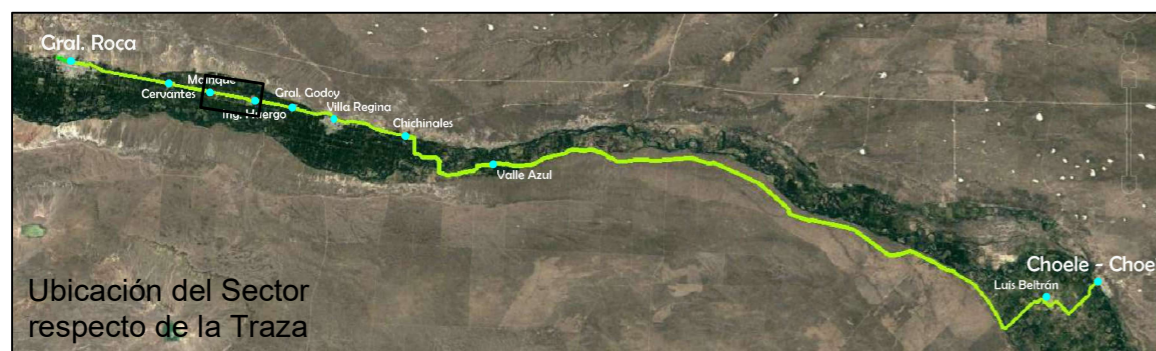 Gral. Roca
Mainque
Cervantes
Gral. Godoy
Ing. Huergo
Villa Regina
Chichinales
Valle Azul
Choele - Choe
Luis Beltrán
Ubicación del Sector
respecto de la Traza